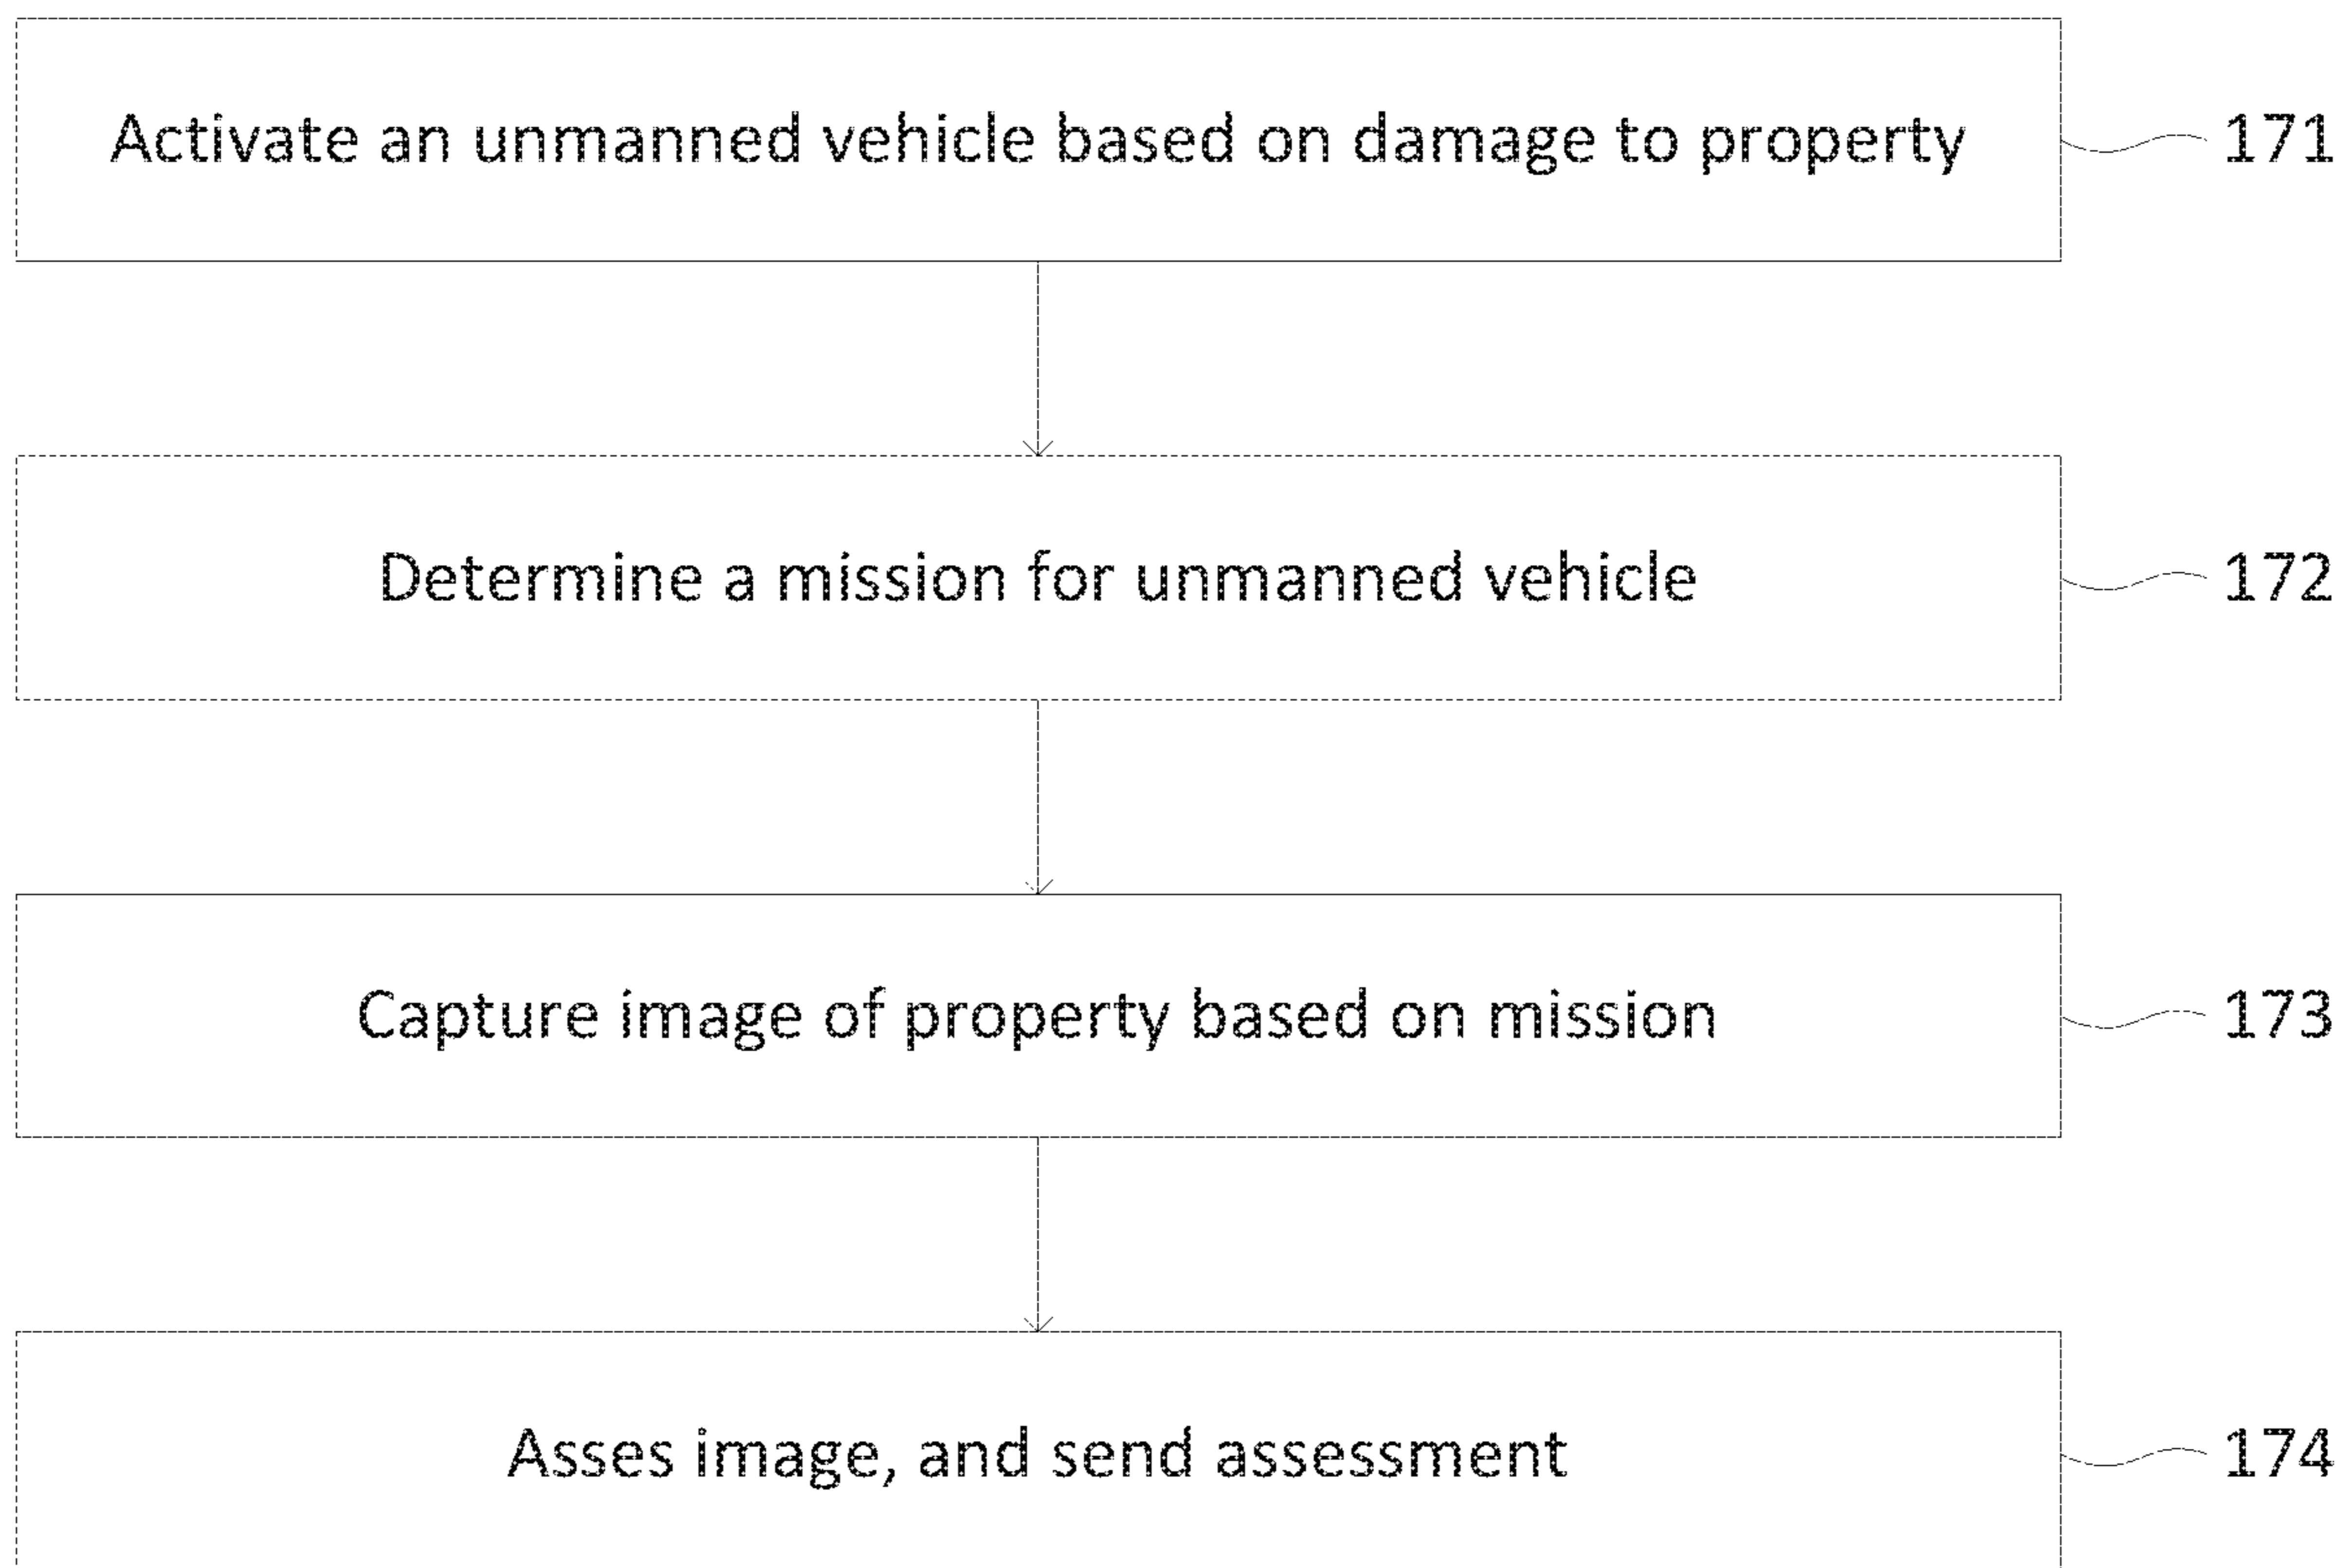 Activate an unmanned vehicle based on damage to property 171
Determine a mission for unmanned vehicle 172
Capture image of property based on mission 173
Asses image, and send assessment 174